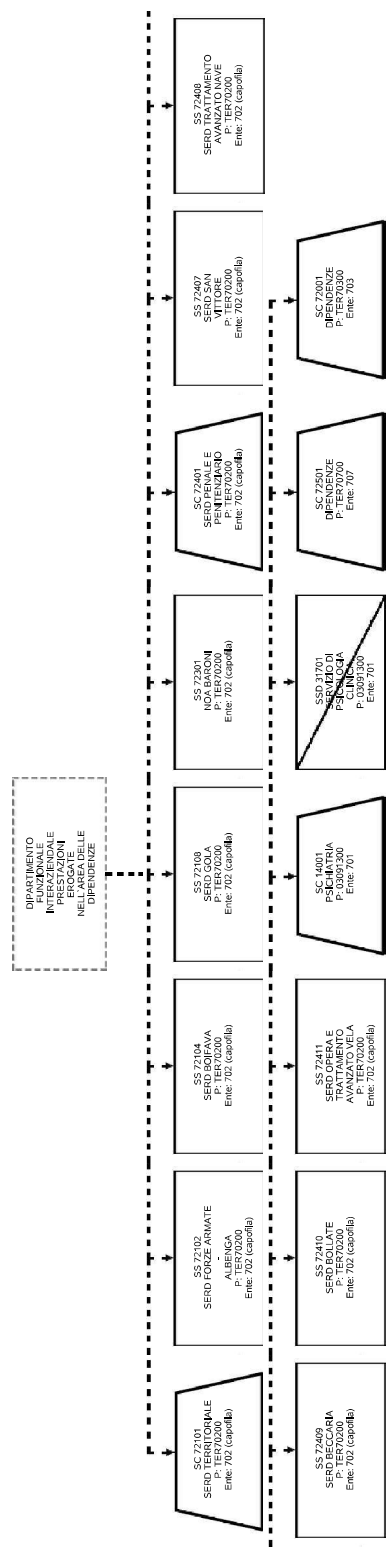 DIPARTIMENTO
FUNZIONALE
INTERAZIENDALE
PRESTAZIONI
EROGATE
NELL'AREA DELLE
DIPENDENZE
SC 72101
SERD TERRITORIALE
P: TER70200
Ente: 702 (capofila)
SS 72102
SERD FORZE ARMATE
-
ALBENGA
P: TER70200
Ente: 702 (capofila)
SS 72104
SERD BOIFAVA
P: TER70200
Ente: 702 (capofila)
SS 72108
SERD GOLA
P: TER70200
Ente: 702 (capofila)
SS 72301
NOA BARONI
P: TER70200
Ente: 702 (capofila)
SC 72401
SERD PENALE E
PENITENZIARIO
P: TER70200
Ente: 702 (capofila)
SS 72407
SERD SAN
VITTORE
P: TER70200
Ente: 702 (capofila)
SS 72408
SERD TRATTAMENTO
AVANZATO NAVE
P: TER70200
Ente: 702 (capofila)
SS 72409
SERD BECCARIA
P: TER70200
Ente: 702 (capofila)
SS 72410
SERD BOLLATE
P: TER70200
Ente: 702 (capofila)
SS 72411
SERD OPERA E
TRATTAMENTO
AVANZATO VELA
P: TER70200
Ente: 702 (capofila)
SC 14001
PSICHIATRIA
P: 03091300
Ente: 701
SSD 31701
SERVIZIO DI
PSICOLOGIA
CLINICA
P: 03091300
Ente: 701
SC 72501
DIPENDENZE
P: TER70700
Ente: 707
SC 72001
DIPENDENZE
P: TER70300
Ente: 703